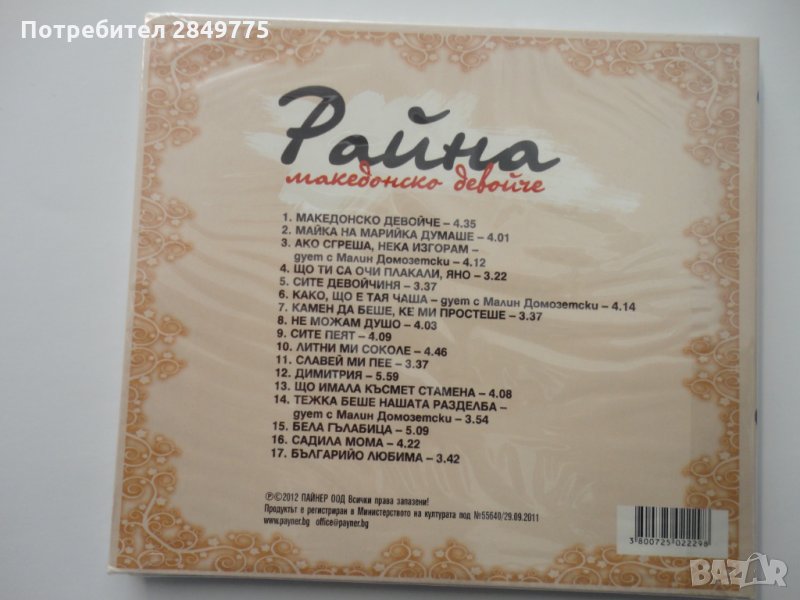 Потребител 2849775
Райна
македонско девойче
1. МАКЕДОНСКО ДЕВОЙЧЕ – 4.35
2. МАЙКА НА МАРИЙКА ДУМАШЕ – 4.01
3. АКО СГРЕША, НЕКА ИЗГОРАМ –
дует с Малин Домозетски – 4.12
4. ЩО ТИ СА ОЧИ ПЛАКАЛИ, ЯНО – 3.22
5. СИТЕ ДЕВОЙЧИНЯ – 3.37
6. КАКО, ЩО Е ТАЯ ЧАША – дует с Малин Домозетски – 4.14
7. КАМЕН ДА БЕШЕ, КЕ МИ ПРОСТЕШЕ – 3.37
8. НЕ МОЖАМ ДУШО – 4.03
9. СИТЕ ПЕЯТ – 4.09
10. ЛИТНИ МИ СОКОЛЕ – 4.46
11. СЛАВЕЙ МИ ПЕЕ – 3.37
12. ДИМИТРИЯ – 5.59
13. ЩО ИМАЛА КЪСМЕТ СТАМЕНА – 4.08
14. ТЕЖКА БЕШЕ НАШАТА РАЗДЕЛБА –
дует с Малин Домозетски – 3.54
15. БЕЛА ГЪЛАБИЦА – 5.09
16. САДИЛА МОМА – 4.22
17. БЪЛГАРИЙО ЛЮБИМА – 3.42
℗©2012 ПАЙНЕР ООД Всички права запазени!
Продуктът е регистриран в Министерството на културата под №55640/29.09.2011
www.payner.bg office@payner.bg
3 800725 022298
BAZAR